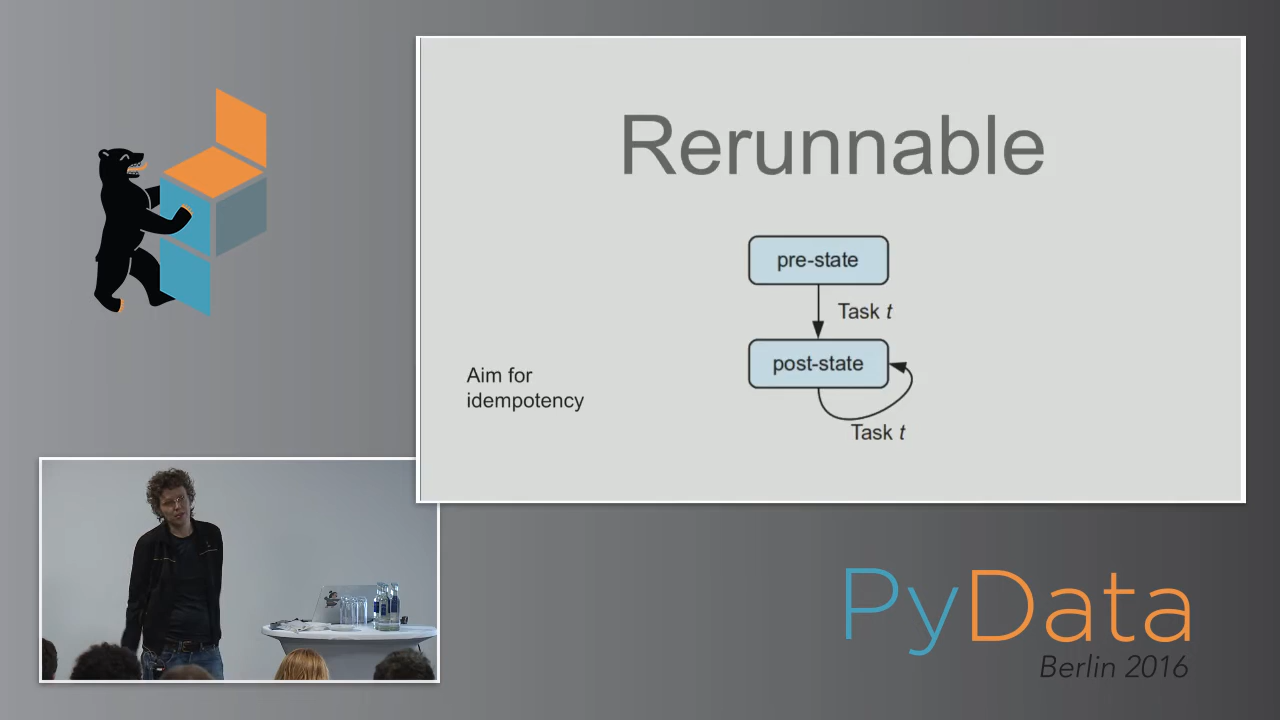 Rerunnable
pre-state
Task t
post-state
Aim for
idempotency
Task t
PyData
Berlin 2016